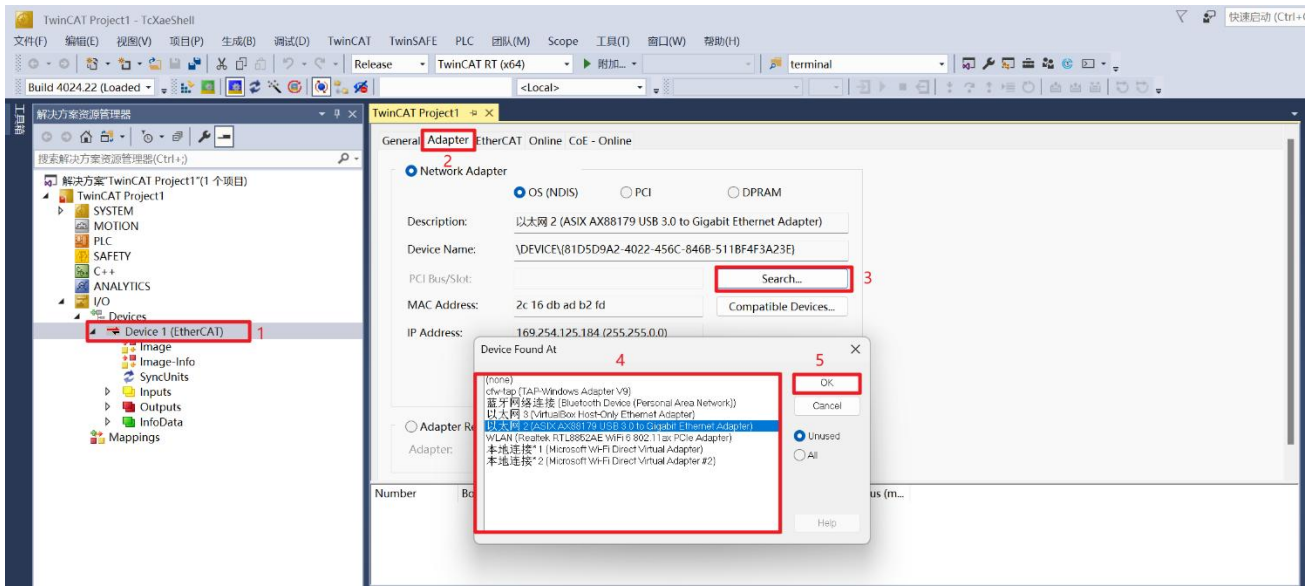 TwinCAT Project1 - TcXaeShell
快速启动 (Ctrl+
文件(F) 编辑(E) 视图(V) 项目(P) 生成(B) 调试(D) TwinCAT TwinSAFE PLC 团队(M) Scope 工具(T) 窗口(W) 帮助(H)
Release TwinCAT RT (x64) 附加... terminal
Build 4024.22 (Loaded <Local>
工具箱
解决方案资源管理器
搜索解决方案资源管理器(Ctrl+;)
解决方案"TwinCAT Project1"(1 个项目)
TwinCAT Project1
SYSTEM
MOTION
PLC
SAFETY
C++
ANALYTICS
I/O
Devices
Device 1 (EtherCAT) 1
Image
Image-Info
SyncUnits
Inputs
Outputs
InfoData
Mappings
TwinCAT Project1
General Adapter EtherCAT Online CoE - Online
2
Network Adapter
OS (NDIS) PCI DPRAM
Description: 以太网 2 (ASIX AX88179 USB 3.0 to Gigabit Ethernet Adapter)
Device Name: \DEVICE\{81D5D9A2-4022-456C-846B-511BF4F3A23E}
PCI Bus/Slot: Search... 3
MAC Address: 2c 16 db ad b2 fd Compatible Devices...
IP Address: 169.254.125.184 (255.255.0.0)
Adapter Re
Adapter:
Number Bo us (m...
Device Found At
4 5
(none)
cfw-tap (TAP-Windows Adapter V9)
蓝牙网络连接 (Bluetooth Device (Personal Area Network))
以太网 3 (VirtualBox Host-Only Ethernet Adapter)
以太网 2 (ASIX AX88179 USB 3.0 to Gigabit Ethernet Adapter)
WLAN (Realtek RTL8852AE WiFi 6 802.11ax PCIe Adapter)
本地连接* 1 (Microsoft Wi-Fi Direct Virtual Adapter)
本地连接* 2 (Microsoft Wi-Fi Direct Virtual Adapter #2)
OK
Cancel
Unused
All
Help